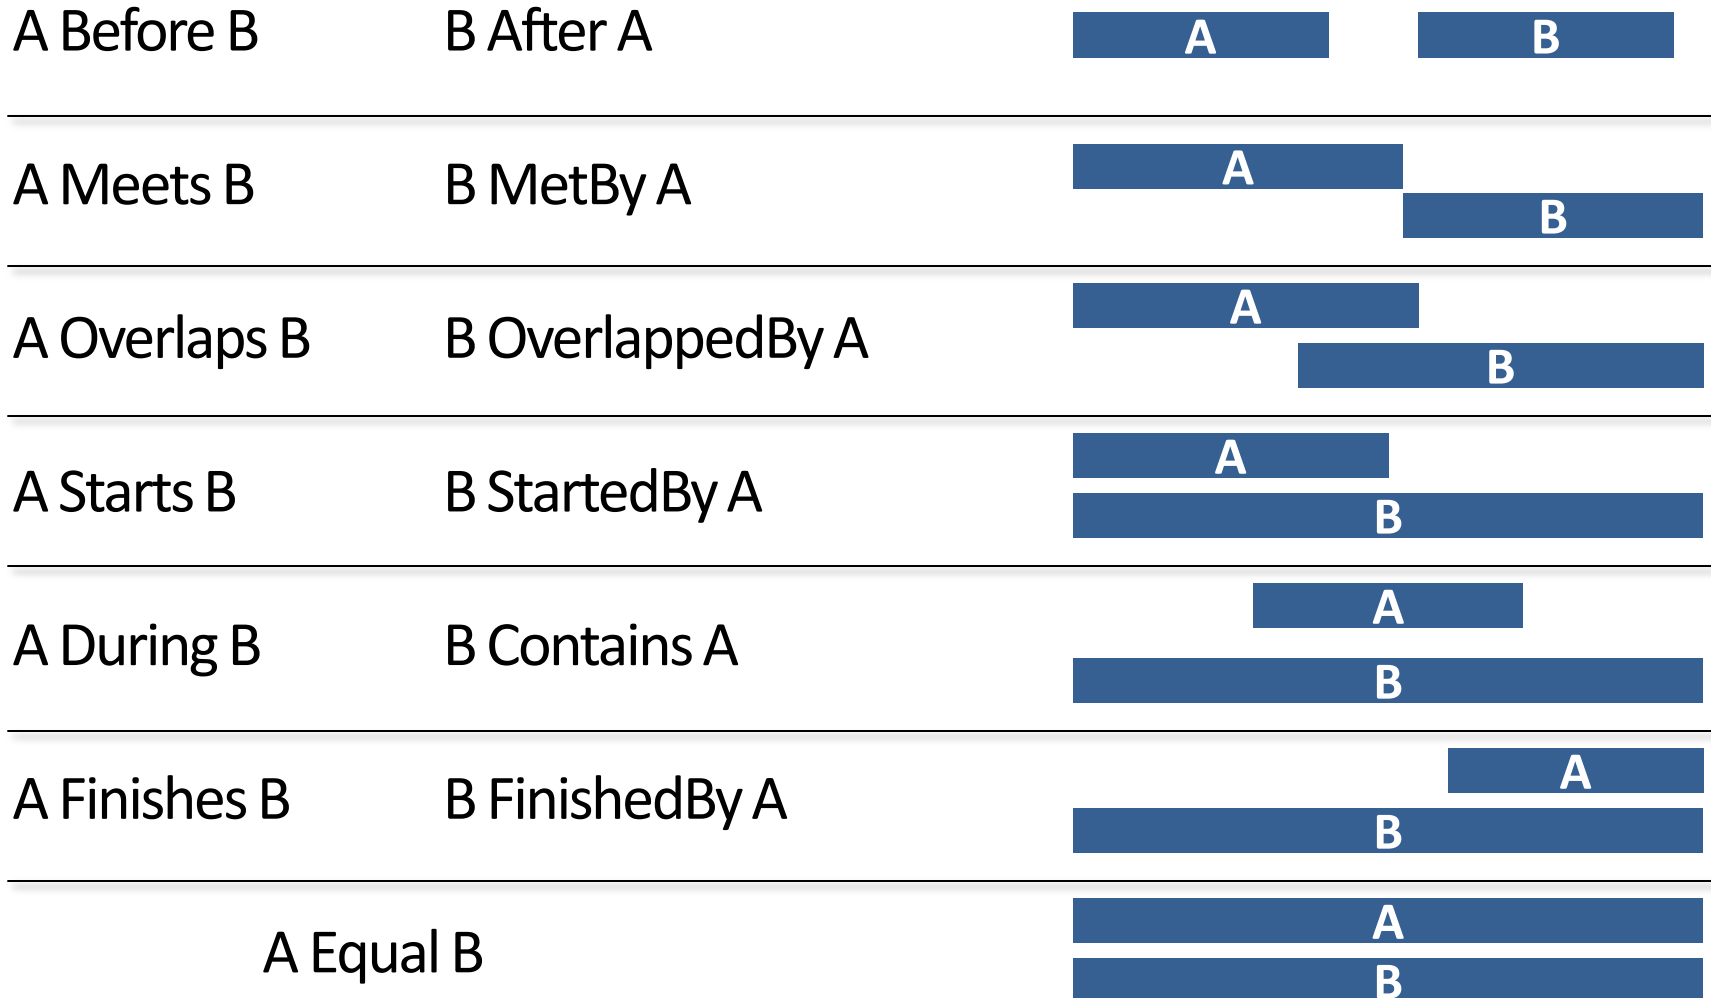 A Before B B After A A B
A Meets B B MetBy A A
B
A Overlaps B B OverlappedBy A A
B
A Starts B B StartedBy A A
B
A During B B Contains A A
B
A Finishes B B FinishedBy A A
B
A Equal B A
B